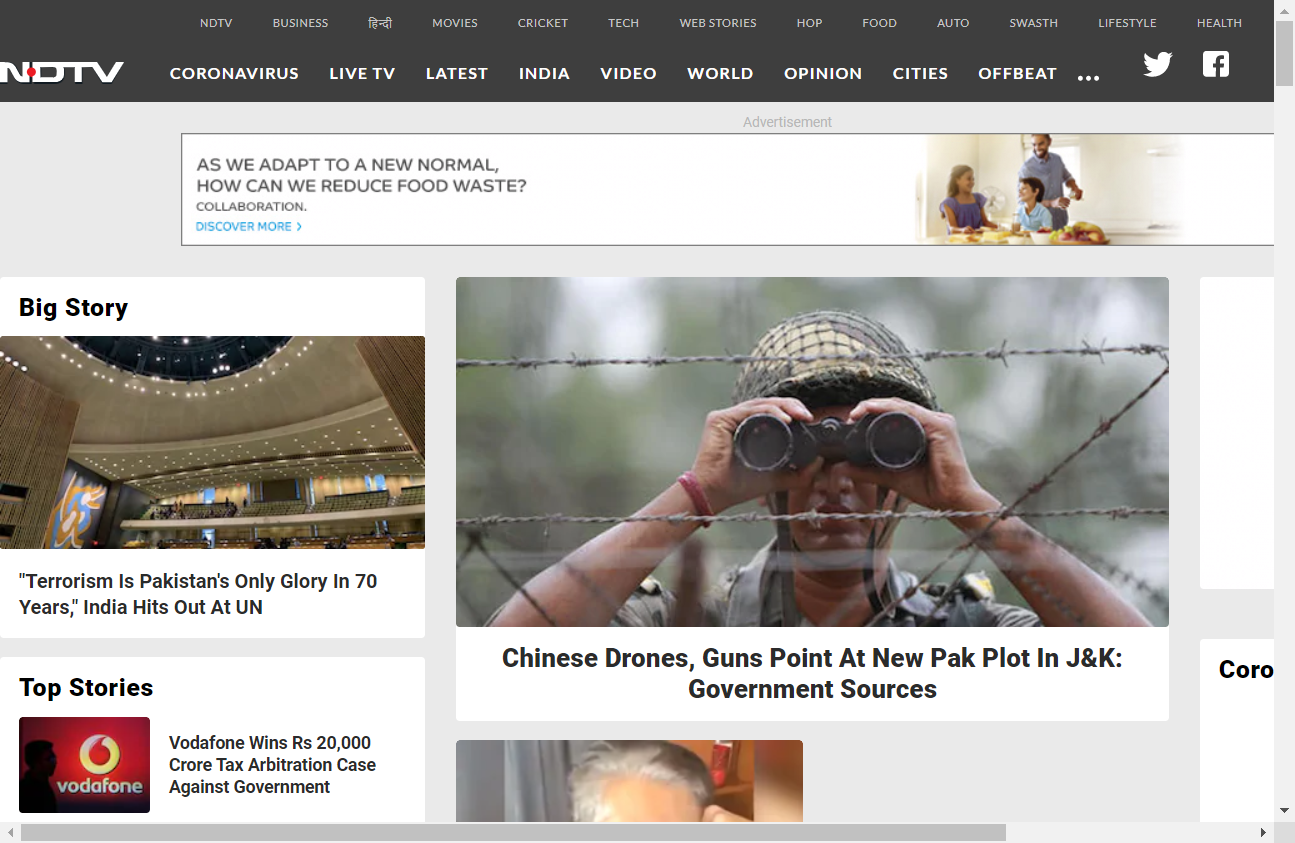 NDTV BUSINESS हिन्दी MOVIES CRICKET TECH WEB STORIES HOP FOOD AUTO SWASTH LIFESTYLE HEALTH
NDTV CORONAVIRUS LIVE TV LATEST INDIA VIDEO WORLD OPINION CITIES OFFBEAT ...
Advertisement
AS WE ADAPT TO A NEW NORMAL,
HOW CAN WE REDUCE FOOD WASTE?
COLLABORATION.
DISCOVER MORE >
Big Story
"Terrorism Is Pakistan's Only Glory In 70
Years," India Hits Out At UN
Chinese Drones, Guns Point At New Pak Plot In J&K:
Government Sources
Coro
Top Stories
vodafone
Vodafone Wins Rs 20,000
Crore Tax Arbitration Case
Against Government